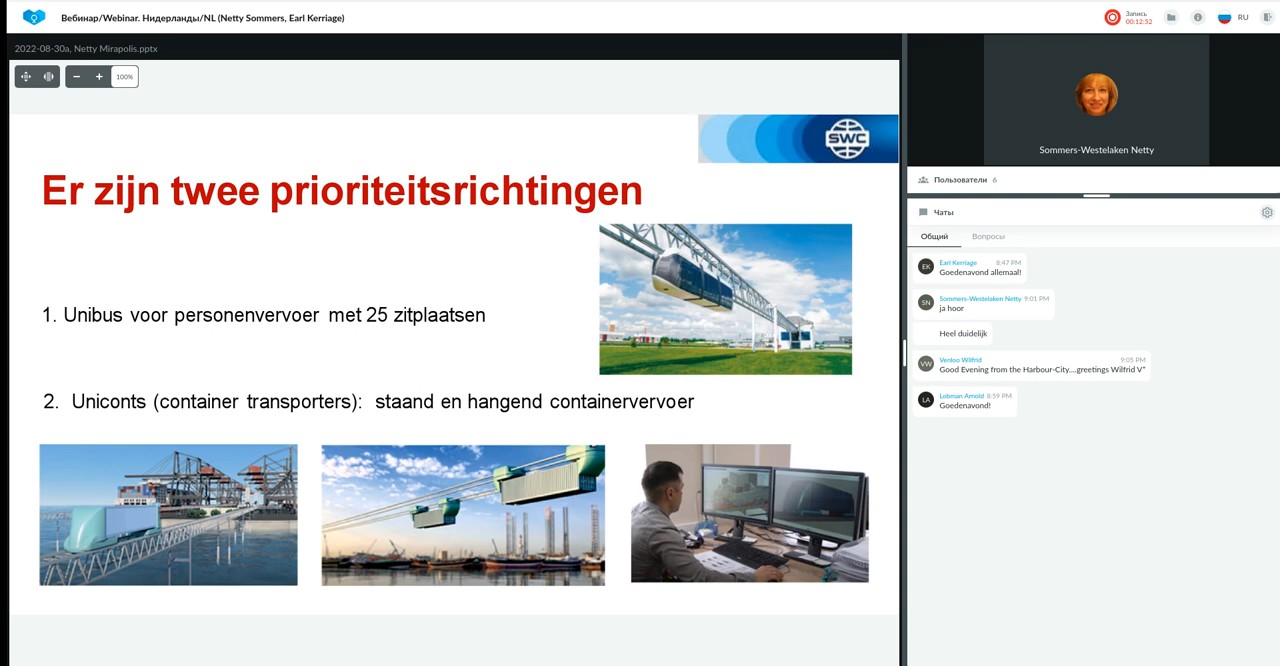 Вебинар/Webinar. Нидерланды/NL (Netty Sommers, Earl Kerriage)
Запись
00:12:52
RU
2022-08-30a, Netty Mirapolis.pptx
100%
SWC
Er zijn twee prioriteitsrichtingen
1. Unibus voor personenvervoer met 25 zitplaatsen
2. Uniconts (container transporters): staand en hangend containervervoer
Sommers-Westelaken Netty
Пользователи 6
Чаты
Общий Вопросы
EK Earl Kerriage 8:47 PM
Goedenavond allemaal!
SN Sommers-Westelaken Netty 9:01 PM
ja hoor
Heel duidelijk
VW Venloo Wilfrid 9:05 PM
Good Evening from the Harbour-City....greetings Wilfrid V"
LA Lobman Arnold 8:59 PM
Goedenavond!